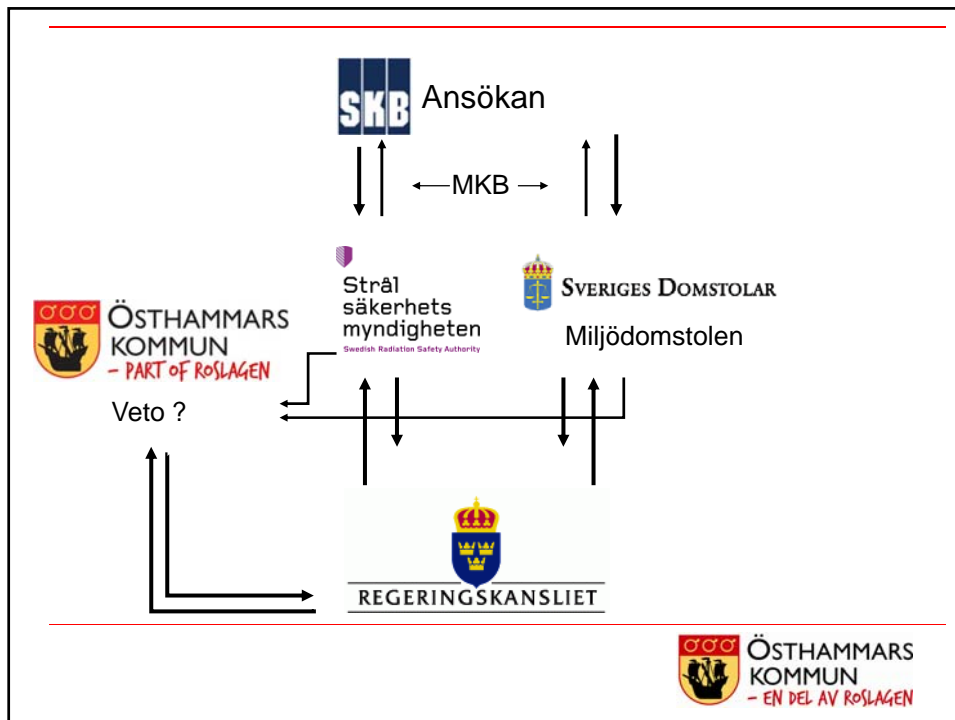 SKB Ansökan
MKB
Strål
säkerhets
myndigheten
Swedish Radiation Safety Authority
SVERIGES DOMSTOLAR
Miljödomstolen
ÖSTHAMMARS
KOMMUN
– PART OF ROSLAGEN
Veto ?
REGERINGSKANSLIET
ÖSTHAMMARS
KOMMUN
– EN DEL AV ROSLAGEN